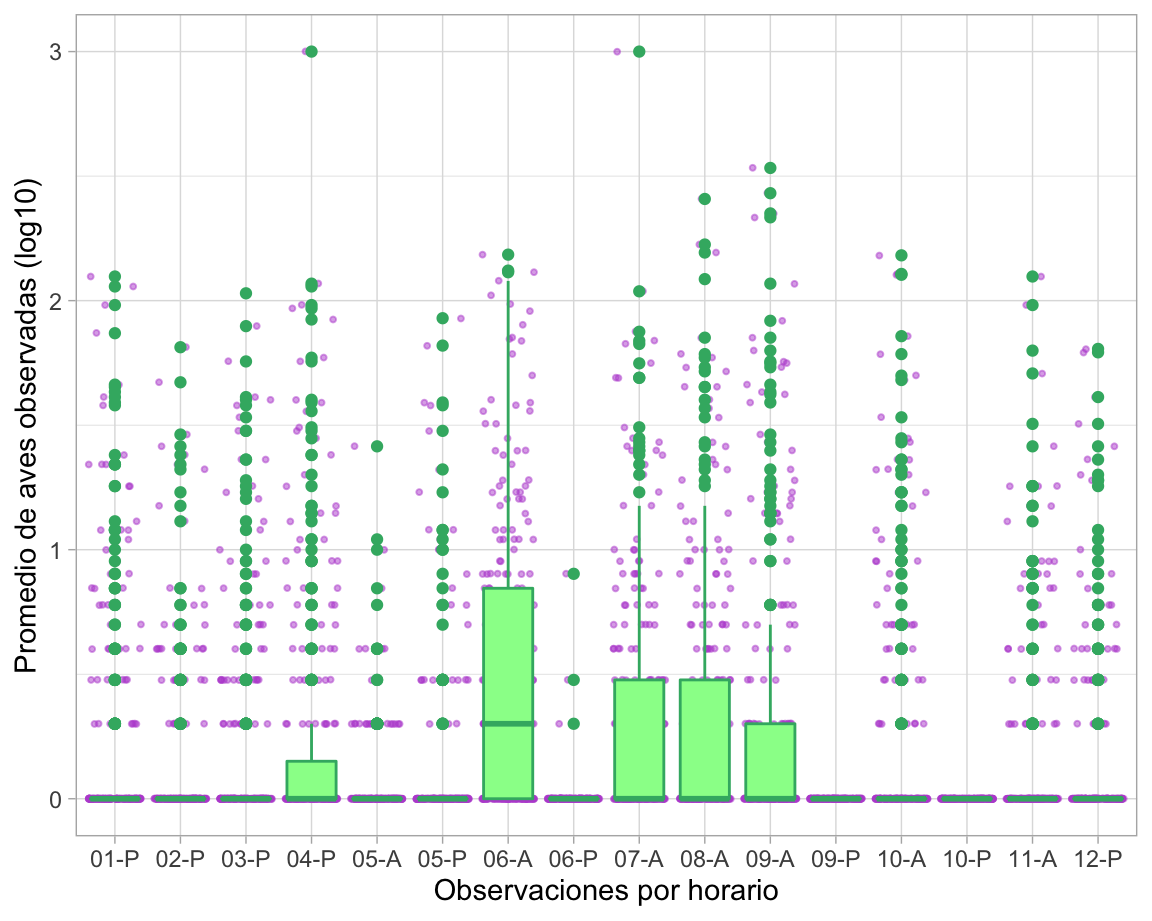 Promedio de aves observadas (log10)
3
2
1
0
01-P 02-P 03-P 04-P 05-A 05-P 06-A 06-P 07-A 08-A 09-A 09-P 10-A 10-P 11-A 12-P
Observaciones por horario